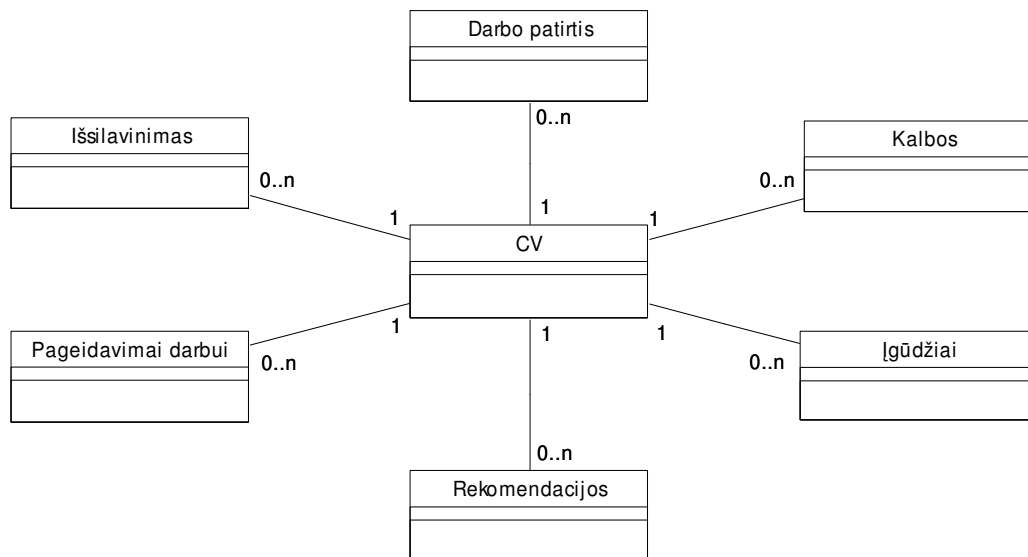 Darbo patirtis
0..n
Išsilavinimas
0..n
Kalbos
0..n
1
1
1
CV
1
1
1
Pageidavimai darbui
0..n
Įgūdžiai
0..n
0..n
Rekomendacijos